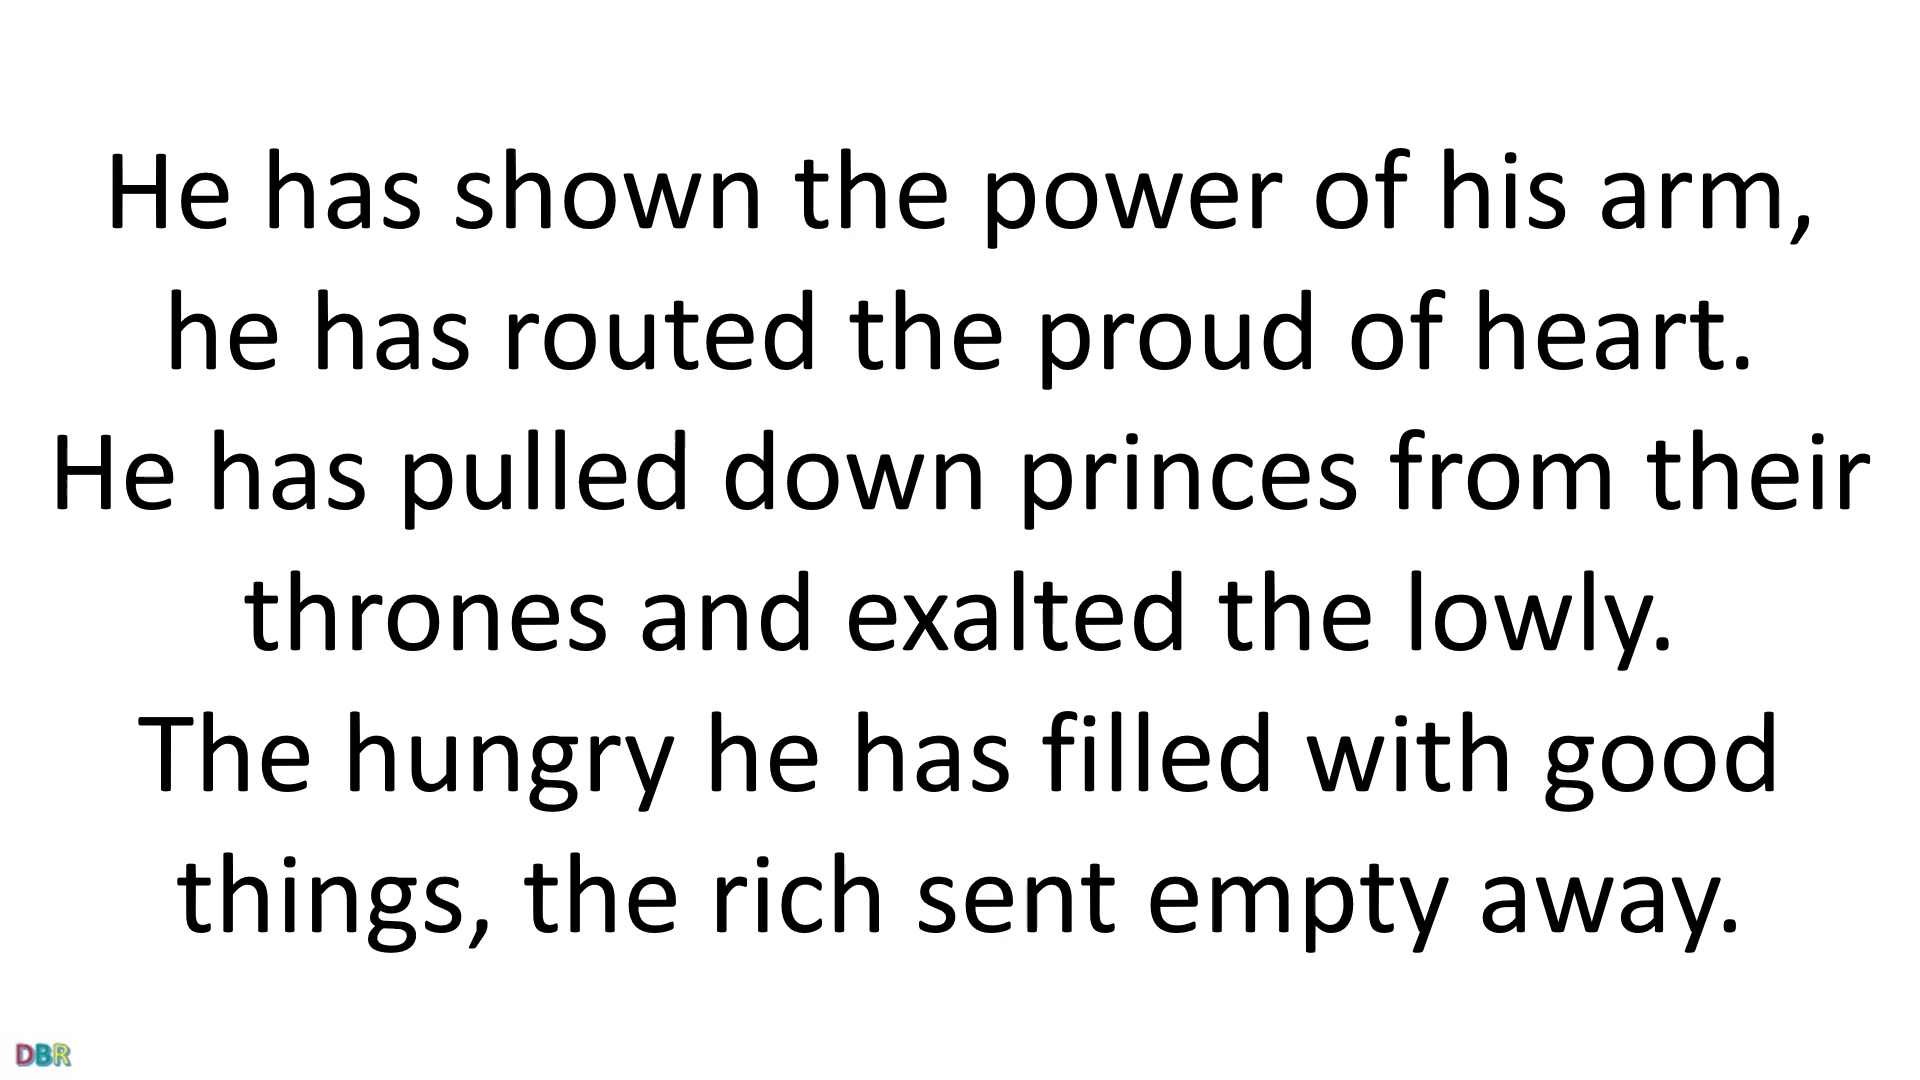 He has shown the power of his arm,
he has routed the proud of heart.
He has pulled down princes from their
thrones and exalted the lowly.
The hungry he has filled with good
things, the rich sent empty away.
DBR